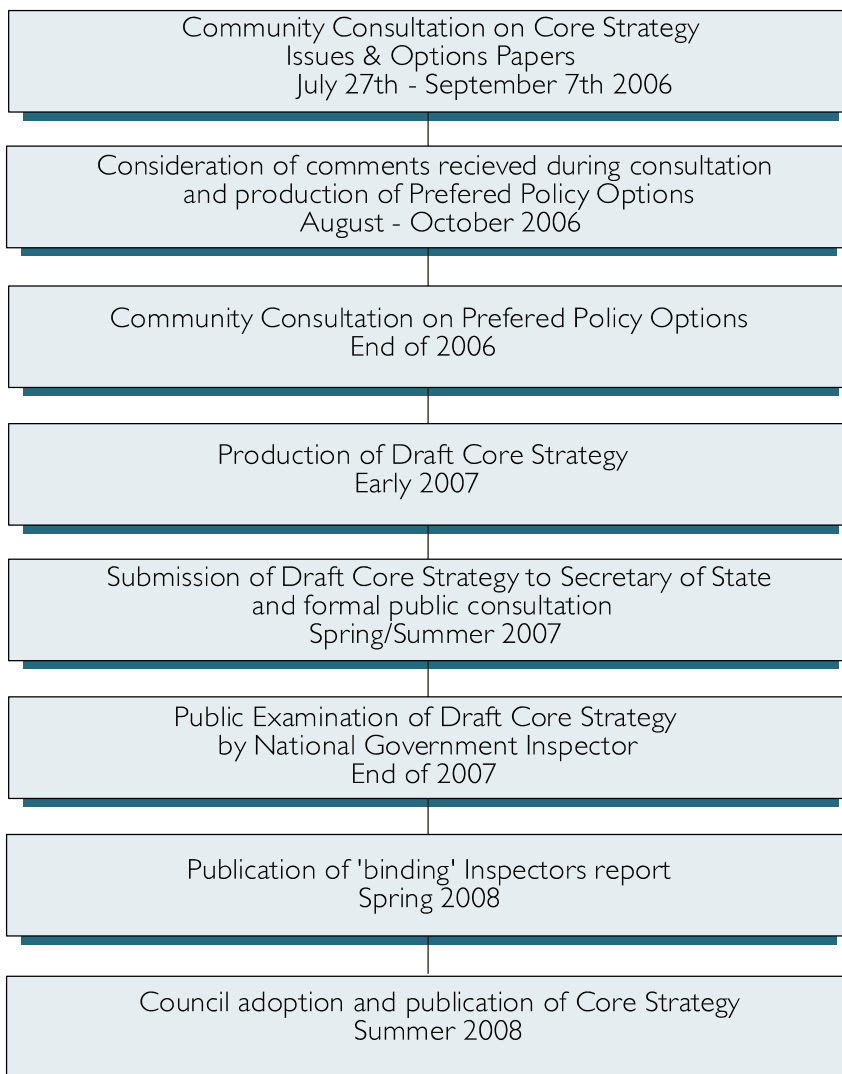 Community Consultation on Core Strategy
Issues & Options Papers
July 27th - September 7th 2006
Consideration of comments recieved during consultation
and production of Prefered Policy Options
August - October 2006
Community Consultation on Prefered Policy Options
End of 2006
Production of Draft Core Strategy
Early 2007
Submission of Draft Core Strategy to Secretary of State
and formal public consultation
Spring/Summer 2007
Public Examination of Draft Core Strategy
by National Government Inspector
End of 2007
Publication of 'binding' Inspectors report
Spring 2008
Council adoption and publication of Core Strategy
Summer 2008